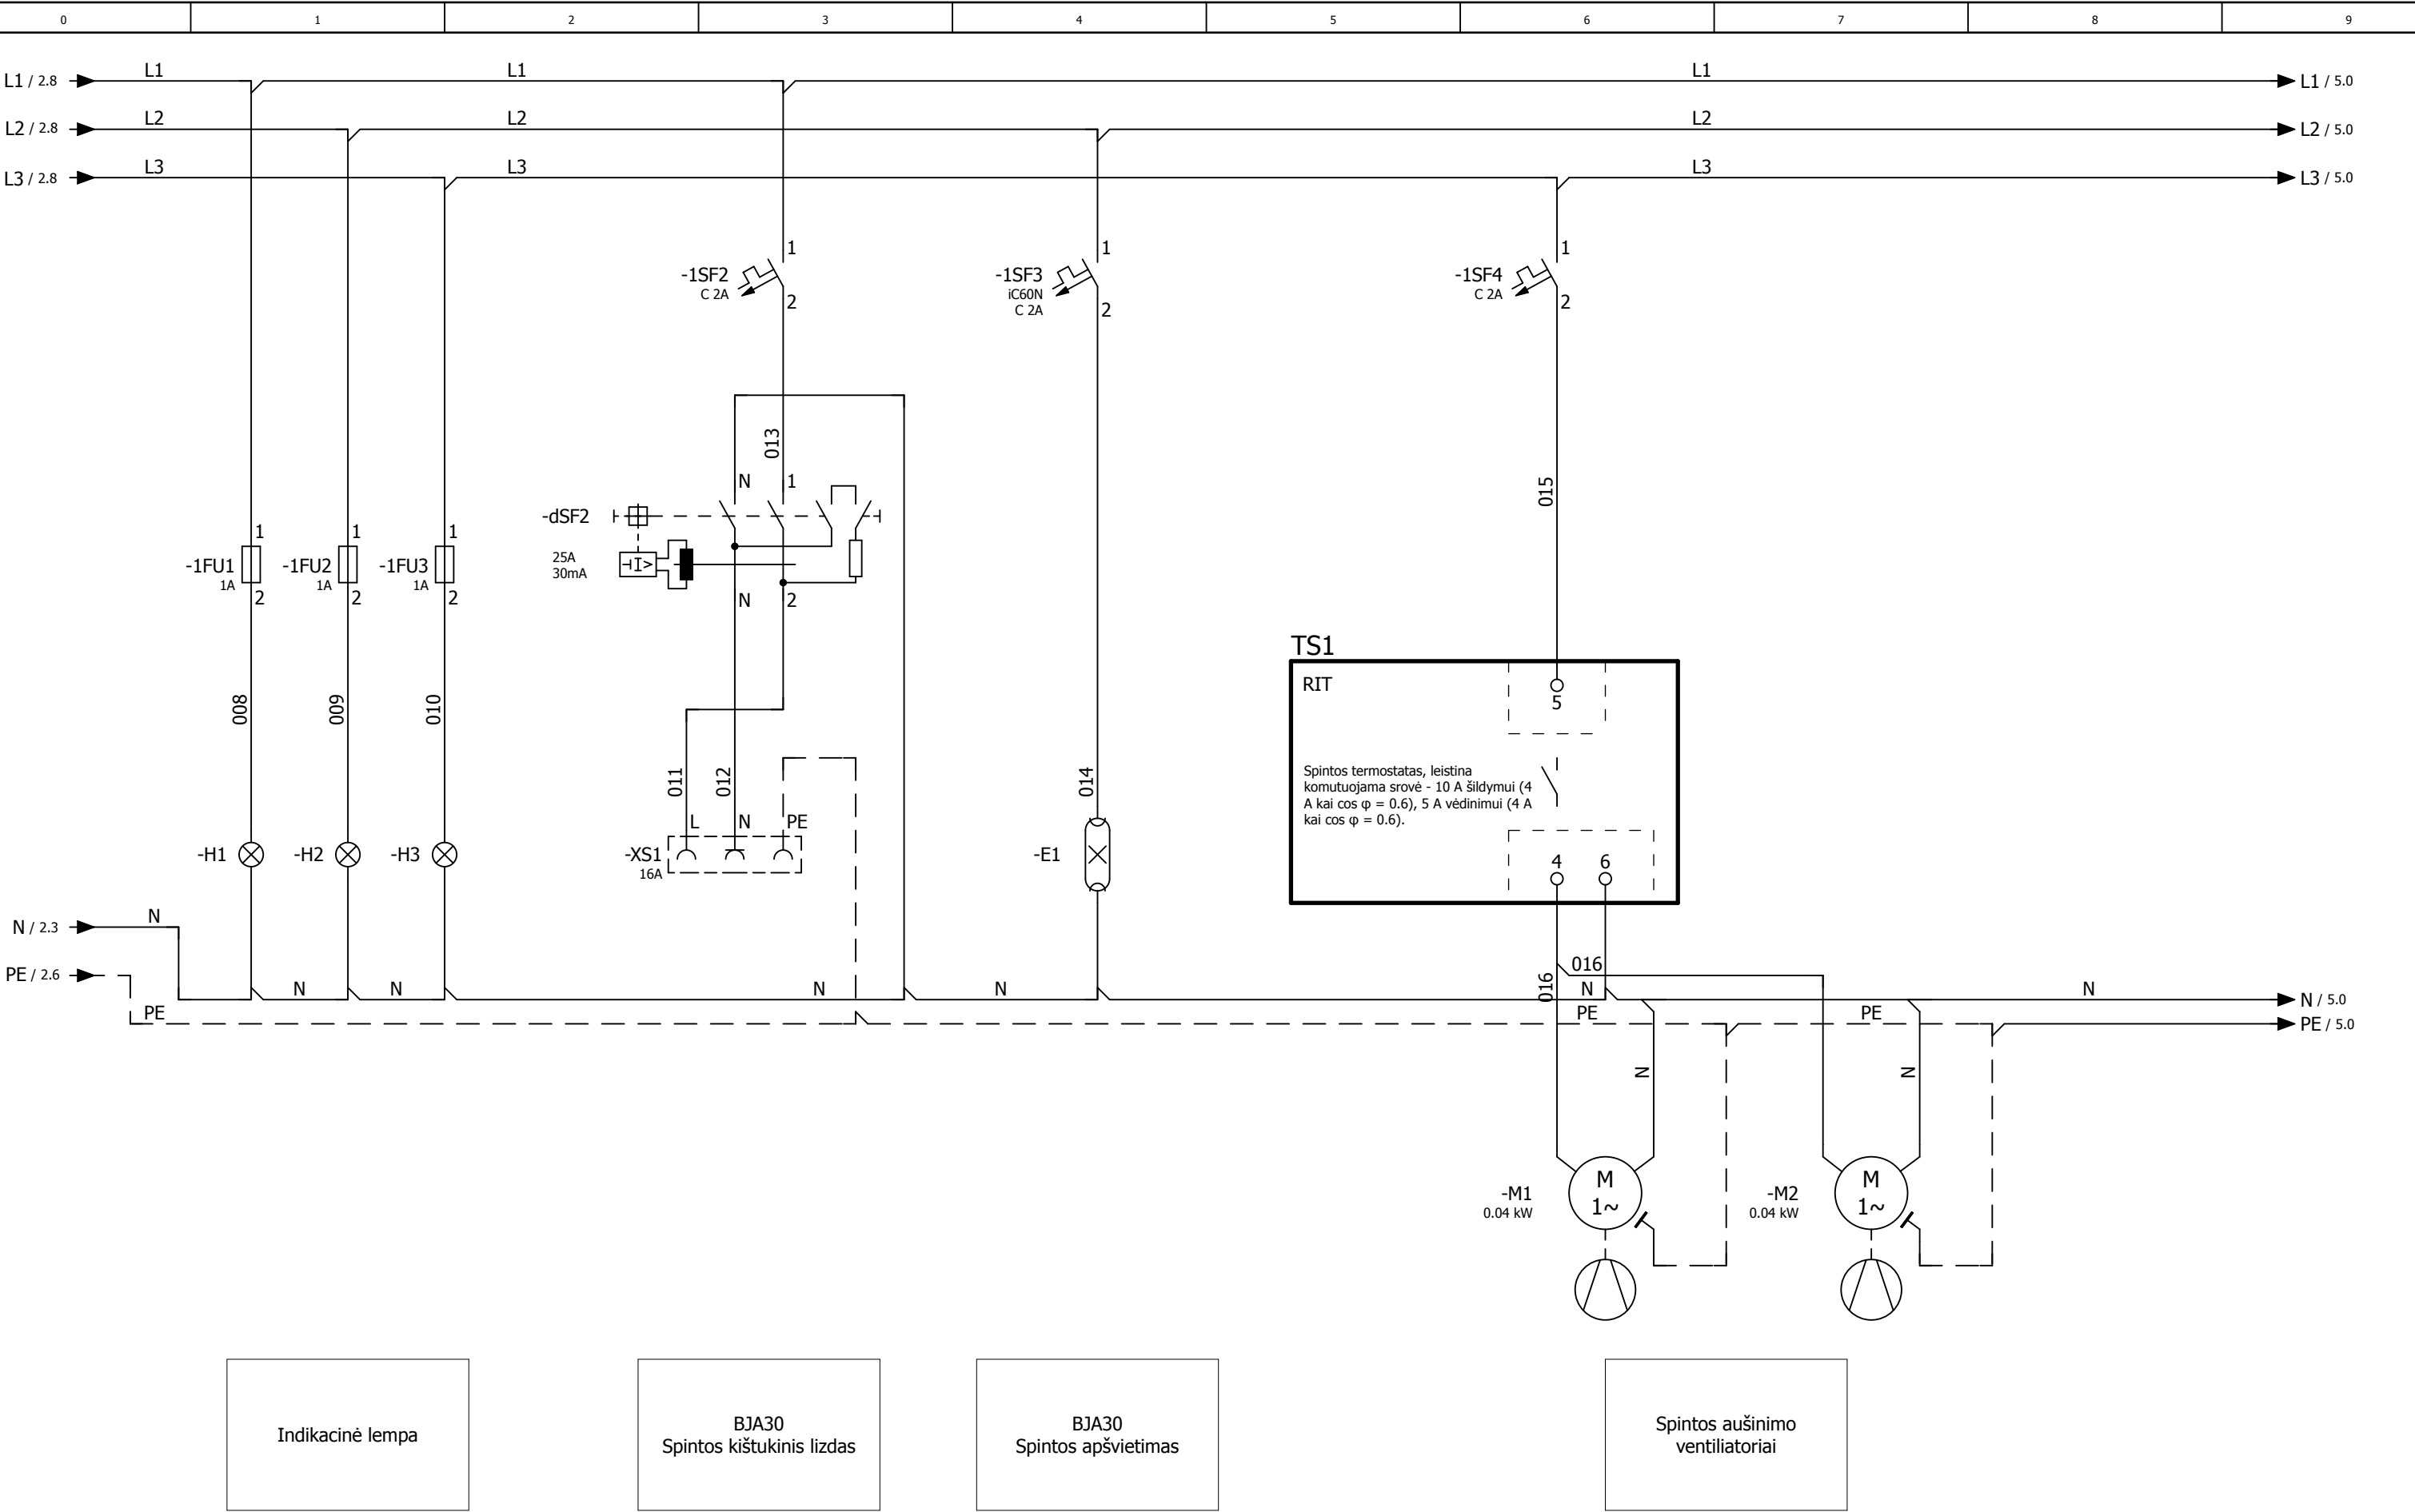 0 1 2 3 4 5 6 7 8 9
L1 / 2.8 L1 L1 L1 L1 / 5.0
L2 / 2.8 L2 L2 L2 L2 / 5.0
L3 / 2.8 L3 L3 L3 L3 / 5.0
1 1 1
-1SF2 -1SF3 -1SF4
C 2A iC60N C 2A
C 2A
2 2 2
013
015
N 1
-dSF2
25A
30mA
N 2
1 1 1
-1FU1 -1FU2 -1FU3
1A 1A 1A
2 2 2
TS1
RIT
5
008 009 010
Spintos termostatas, leistina
komutuojama srovė - 10 A šildymui (4
A kai cos φ = 0.6), 5 A vėdinimui (4 A
kai cos φ = 0.6).
011 012 014
L N PE
-H1 -H2 -H3 -XS1 -E1
16A
4 6
N / 2.3 N
PE / 2.6
016
016
N N N N N N N / 5.0
PE PE PE PE / 5.0
N N
M M
1~ 1~
-M1 -M2
0.04 kW 0.04 kW
Indikacinė lempa
BJA30
Spintos kištukinis lizdas
BJA30
Spintos apšvietimas
Spintos aušinimo
ventiliatoriai